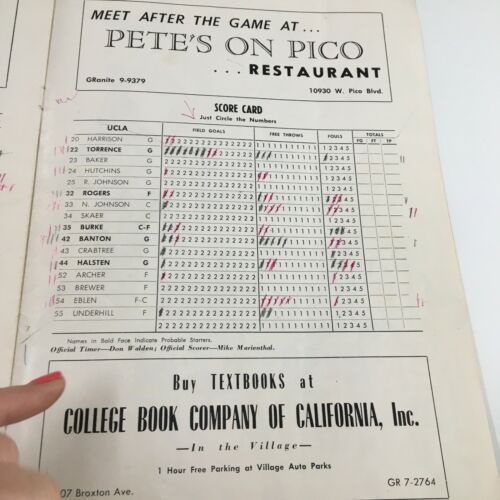 MEET AFTER THE GAME AT...
PETE'S ON PICO
... RESTAURANT
GRanite 9-9379
10930 W. Pico Blvd.
SCORE CARD
Just Circle the Numbers
UCLA FIELD GOALS FREE THROWS FOULS TOTALS
FG FT TP
20 HARRISON G
22 TORRENCE G
23 BAKER G
24 HUTCHINS G
25 R. JOHNSON G
32 ROGERS F
33 N. JOHNSON C
34 SKAER C
35 BURKE C-F
42 BANTON G
43 CRABTREE G
44 HALSTEN G
52 ARCHER F
53 BREWER F
54 EBLEN F-C
55 UNDERHILL F
Names in Bold Face Indicate Probable Starters.
Official Timer—Don Walden; Official Scorer—Mike Marienthal.
Buy TEXTBOOKS at
COLLEGE BOOK COMPANY OF CALIFORNIA, Inc.
—In the Village—
1 Hour Free Parking at Village Auto Parks
07 Broxton Ave.
GR 7-2764